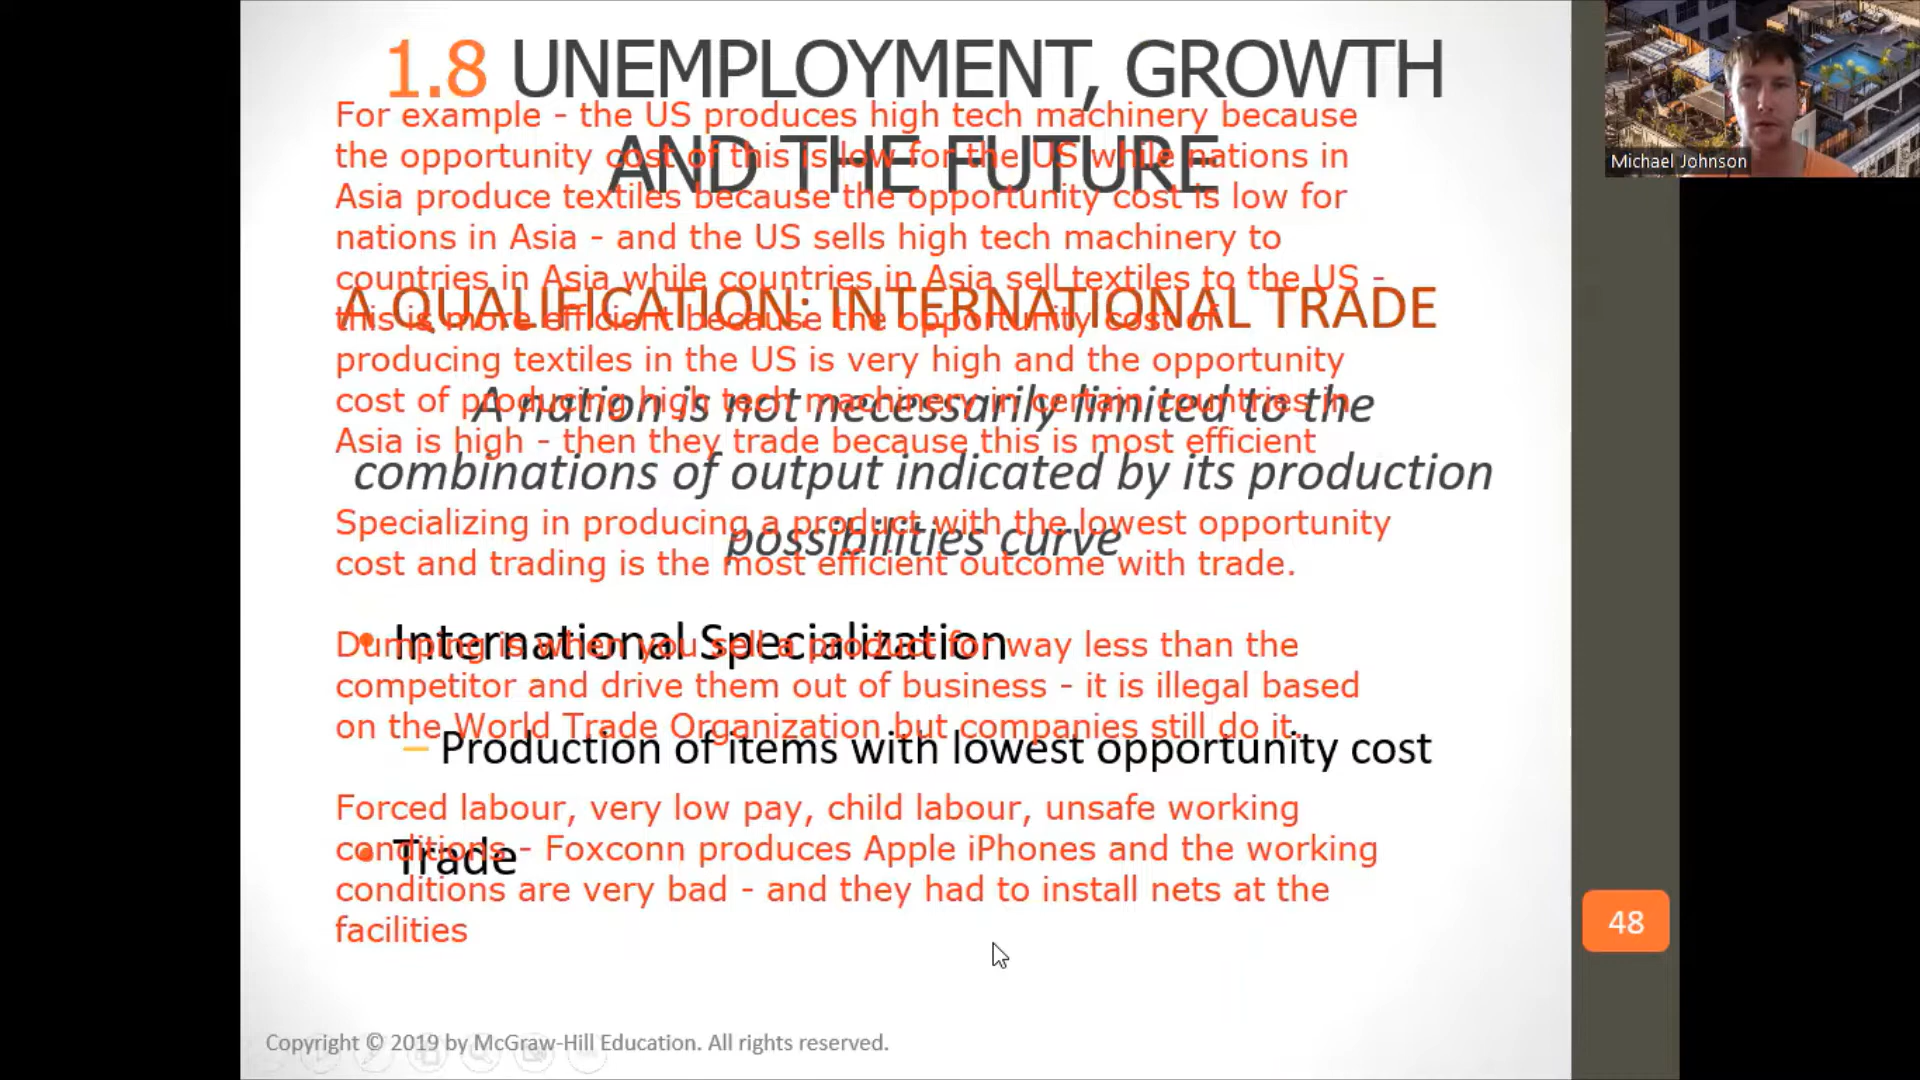 1.8 UNEMPLOYMENT, GROWTH
AND THE FUTURE
A QUALIFICATION: INTERNATIONAL TRADE
A nation is not necessarily limited to the
combinations of output indicated by its production
possibilities curve
• International Specialization
– Production of items with lowest opportunity cost
• Trade
For example - the US produces high tech machinery because
the opportunity cost of this is low for the US while nations in
Asia produce textiles because the opportunity cost is low for
nations in Asia - and the US sells high tech machinery to
countries in Asia while countries in Asia sell textiles to the US -
this is more efficient because the opportunity cost of
producing textiles in the US is very high and the opportunity
cost of producing high tech machinery in certain countries in
Asia is high - then they trade because this is most efficient
Specializing in producing a product with the lowest opportunity
cost and trading is the most efficient outcome with trade.
Dumping is when you sell a product for way less than the
competitor and drive them out of business - it is illegal based
on the World Trade Organization but companies still do it.
Forced labour, very low pay, child labour, unsafe working
conditions - Foxconn produces Apple iPhones and the working
conditions are very bad - and they had to install nets at the
facilities
Michael Johnson
48
Copyright © 2019 by McGraw-Hill Education. All rights reserved.